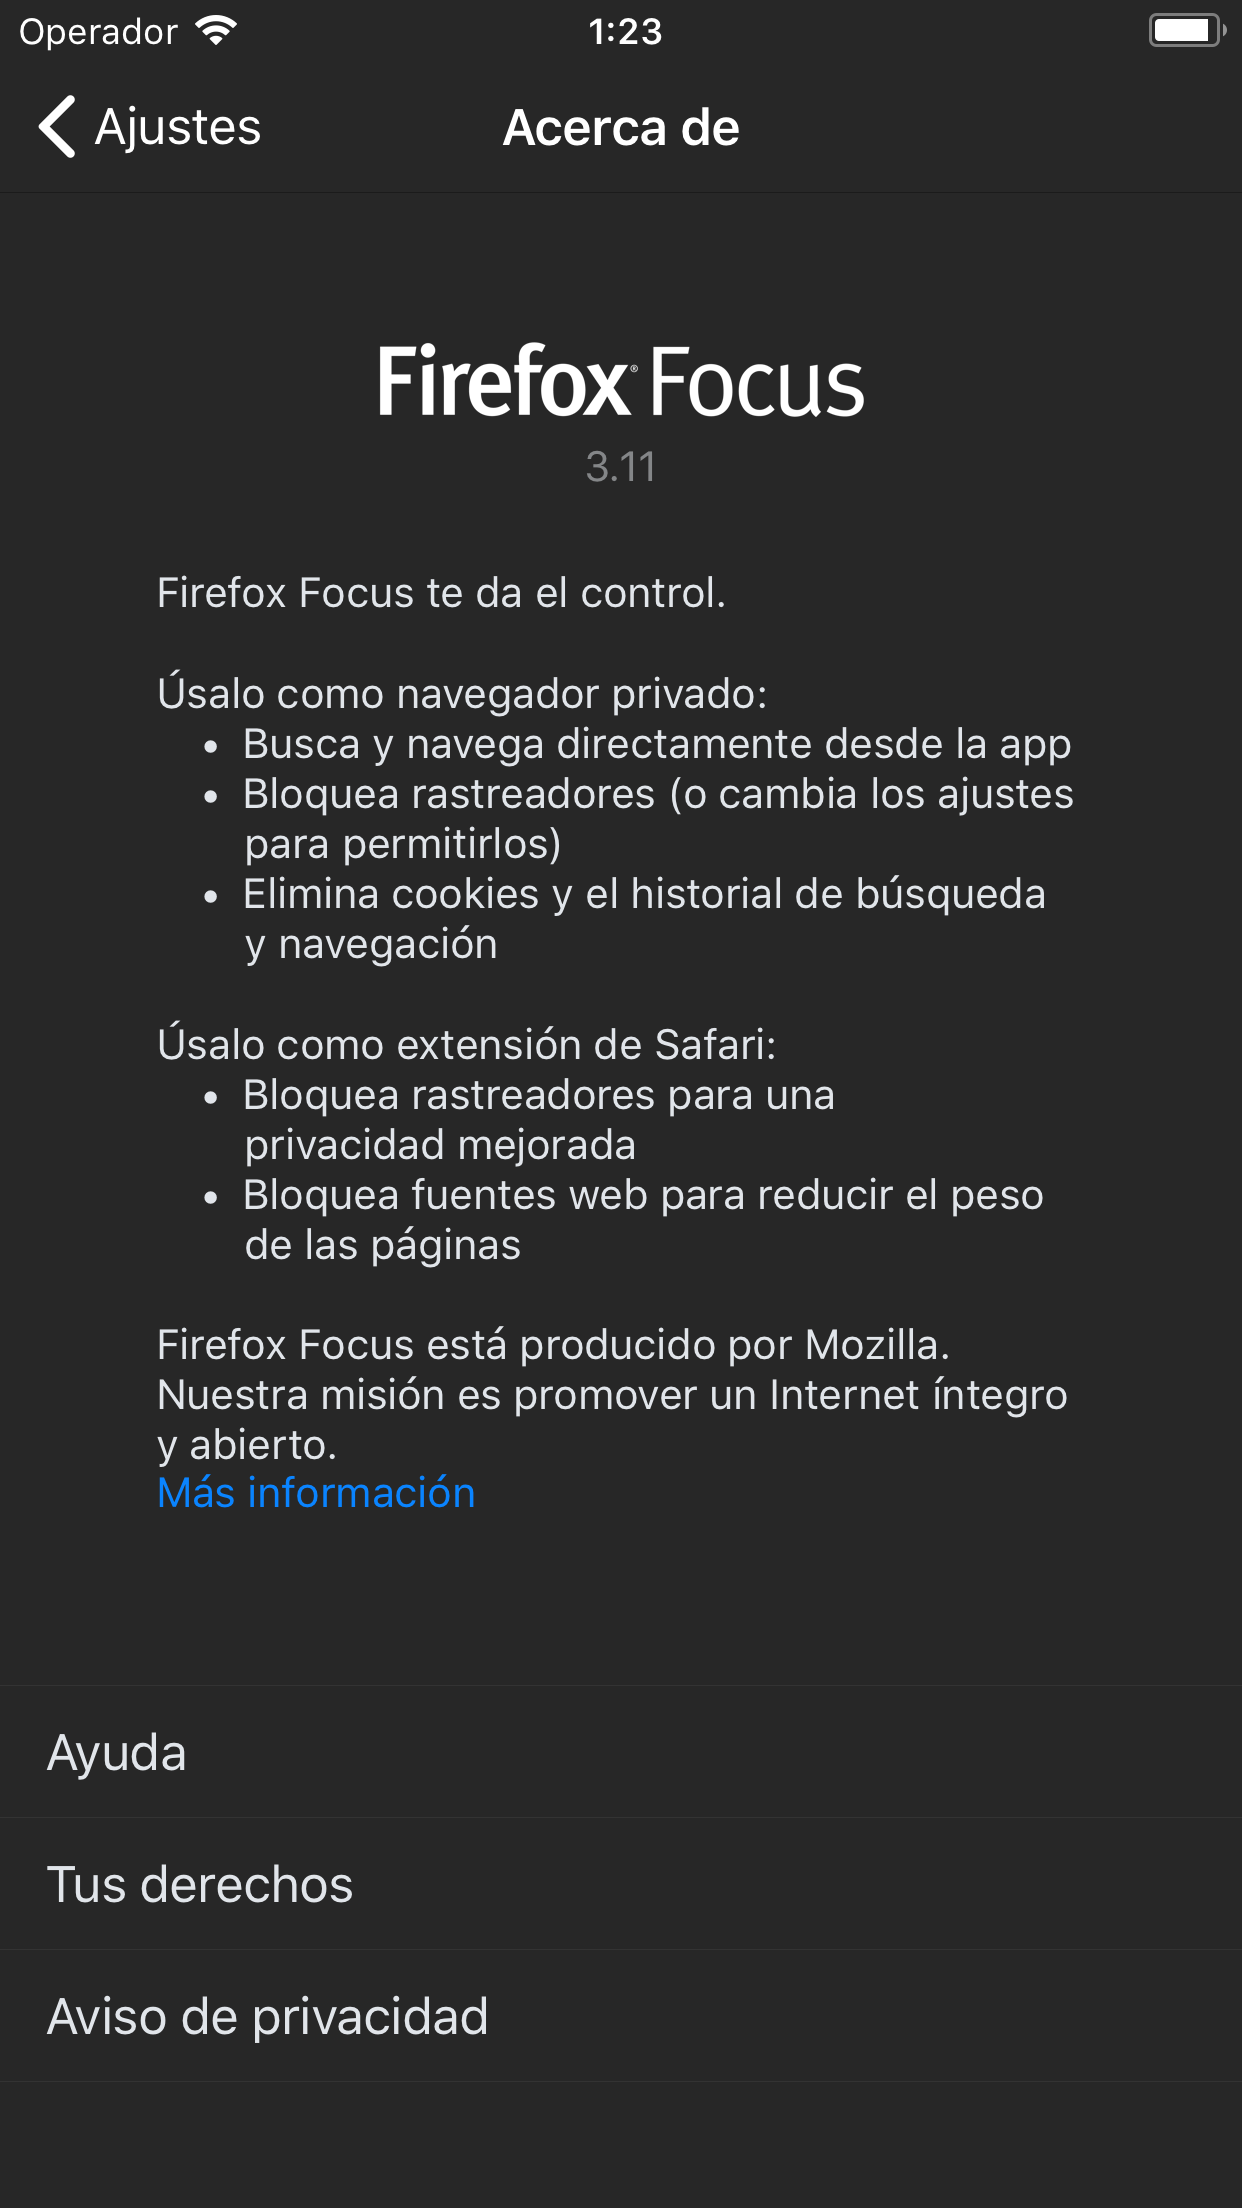 Operador
1:23
Ajustes
Acerca de
Firefox® Focus
3.11
Firefox Focus te da el control.
Úsalo como navegador privado:
• Busca y navega directamente desde la app
• Bloquea rastreadores (o cambia los ajustes
para permitirlos)
• Elimina cookies y el historial de búsqueda
y navegación
Úsalo como extensión de Safari:
• Bloquea rastreadores para una
privacidad mejorada
• Bloquea fuentes web para reducir el peso
de las páginas
Firefox Focus está producido por Mozilla.
Nuestra misión es promover un Internet íntegro
y abierto.
Más información
Ayuda
Tus derechos
Aviso de privacidad